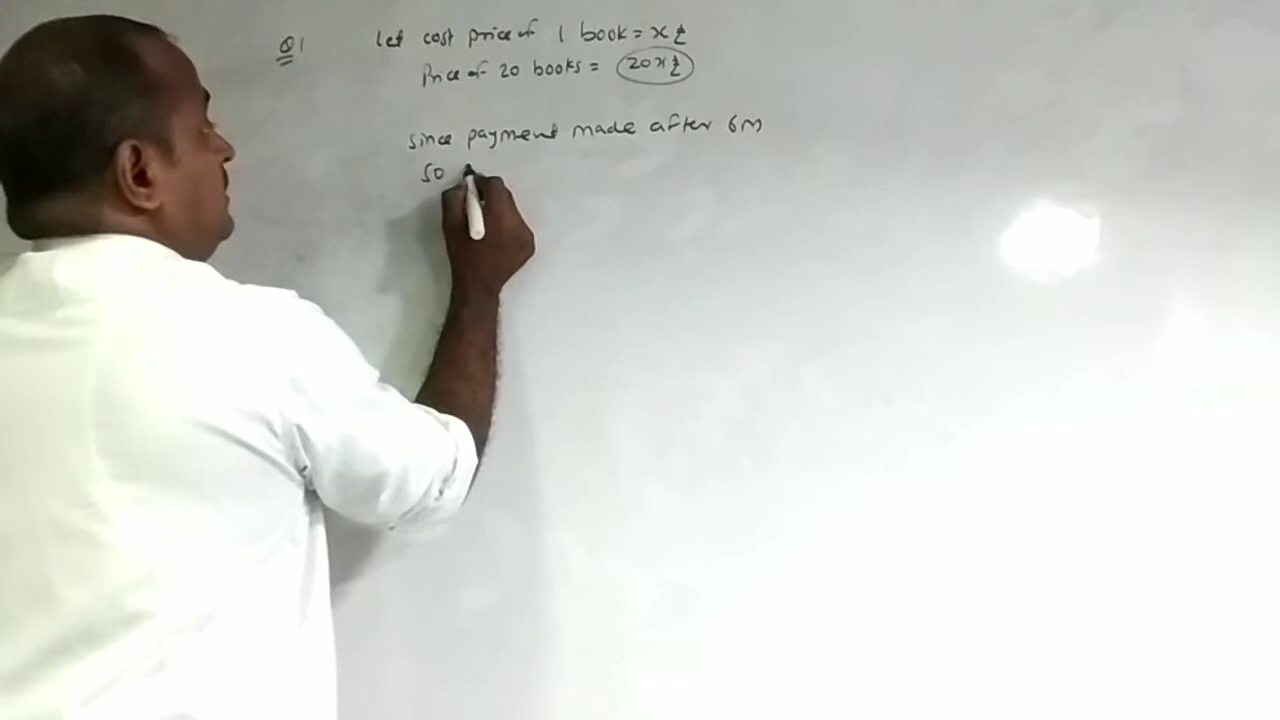 Q1 Let cost price of 1 book = x ₹
Price of 20 books = 20x ₹
since payment made after 6M
so